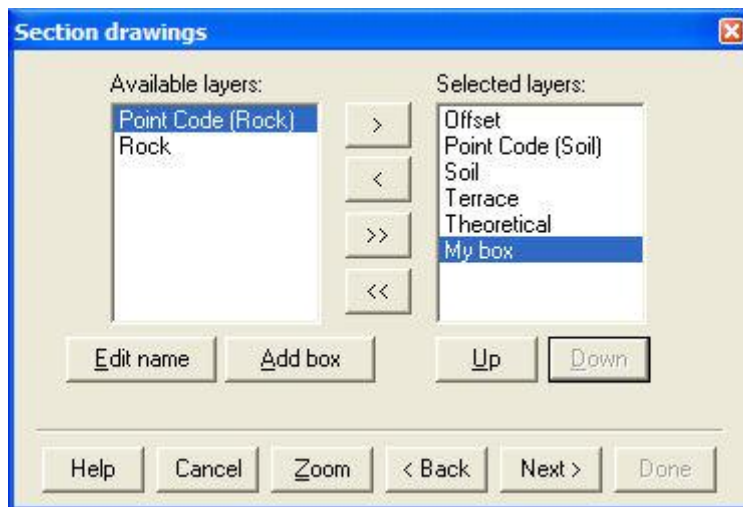 Section drawings
Available layers:
Point Code (Rock)
Rock
>
<
>>
<<
Selected layers:
Offset
Point Code (Soil)
Soil
Terrace
Theoretical
My box
Edit name
Add box
Up
Down
Help
Cancel
Zoom
< Back
Next >
Done